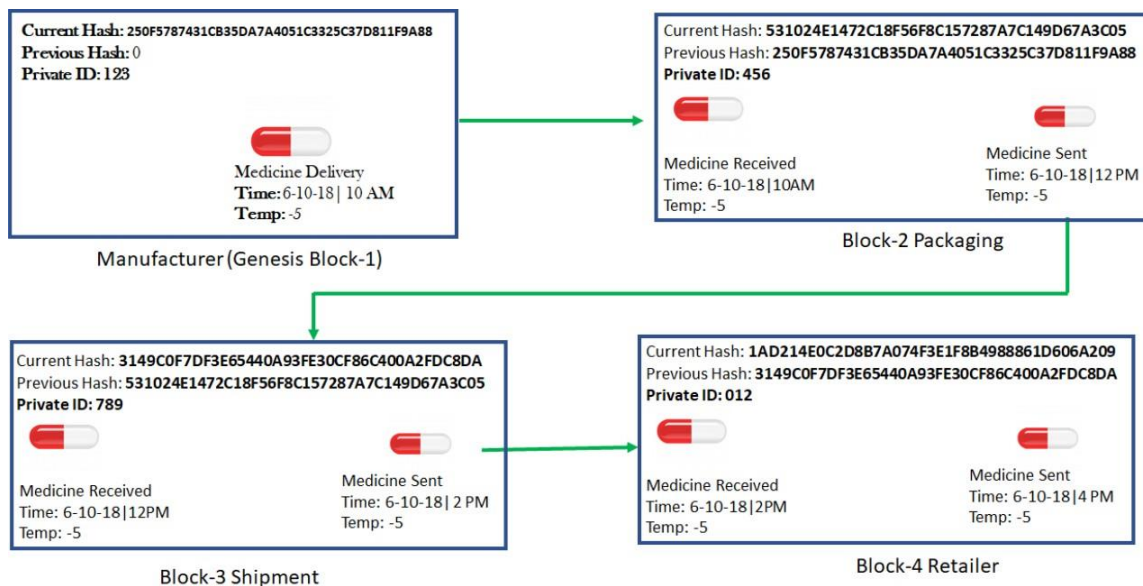 Current Hash: 250F5787431CB35DA7A4051C3325C37D811F9A88
Previous Hash: 0
Private ID: 123
Medicine Delivery
Time: 6-10-18| 10 AM
Temp: -5
Manufacturer (Genesis Block-1)
Current Hash: 531024E1472C18F56F8C157287A7C149D67A3C05
Previous Hash: 250F5787431CB35DA7A4051C3325C37D811F9A88
Private ID: 456
Medicine Received
Time: 6-10-18|10AM
Temp: -5
Medicine Sent
Time: 6-10-18|12 PM
Temp: -5
Block-2 Packaging
Current Hash: 3149C0F7DF3E65440A93FE30CF86C400A2FDC8DA
Previous Hash: 531024E1472C18F56F8C157287A7C149D67A3C05
Private ID: 789
Medicine Received
Time: 6-10-18|12PM
Temp: -5
Medicine Sent
Time: 6-10-18| 2 PM
Temp: -5
Block-3 Shipment
Current Hash: 1AD214E0C2D8B7A074F3E1F8B4988861D606A209
Previous Hash: 3149C0F7DF3E65440A93FE30CF86C400A2FDC8DA
Private ID: 012
Medicine Received
Time: 6-10-18|2PM
Temp: -5
Medicine Sent
Time: 6-10-18|4 PM
Temp: -5
Block-4 Retailer